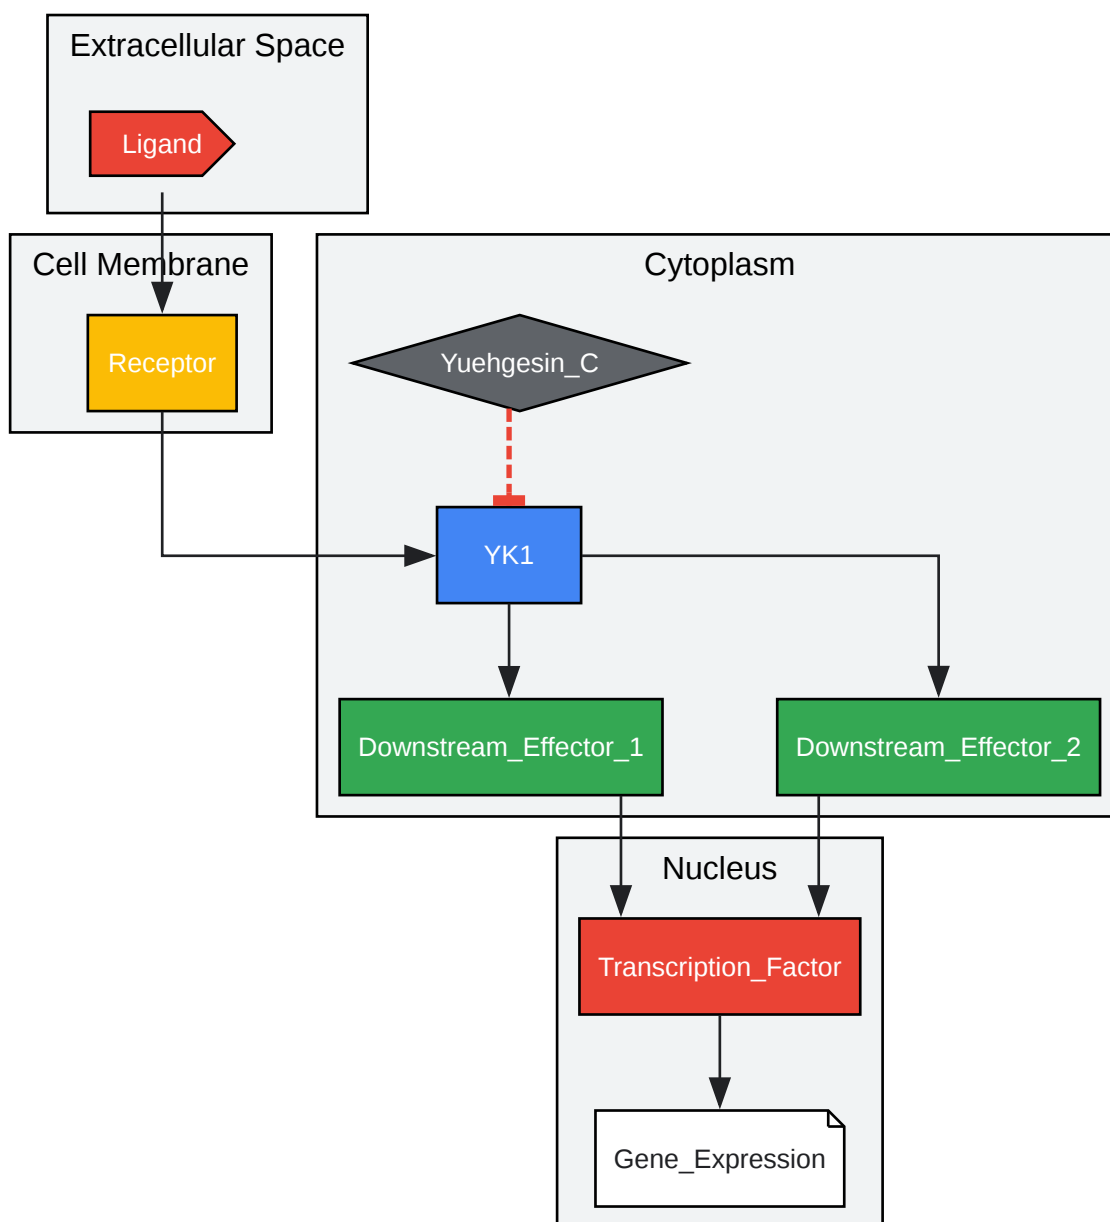 Extracellular Space
Ligand
Cell Membrane
Receptor
Cytoplasm
Yuehgesin_C
YK1
Downstream_Effector_1
Downstream_Effector_2
Nucleus
Transcription_Factor
Gene_Expression